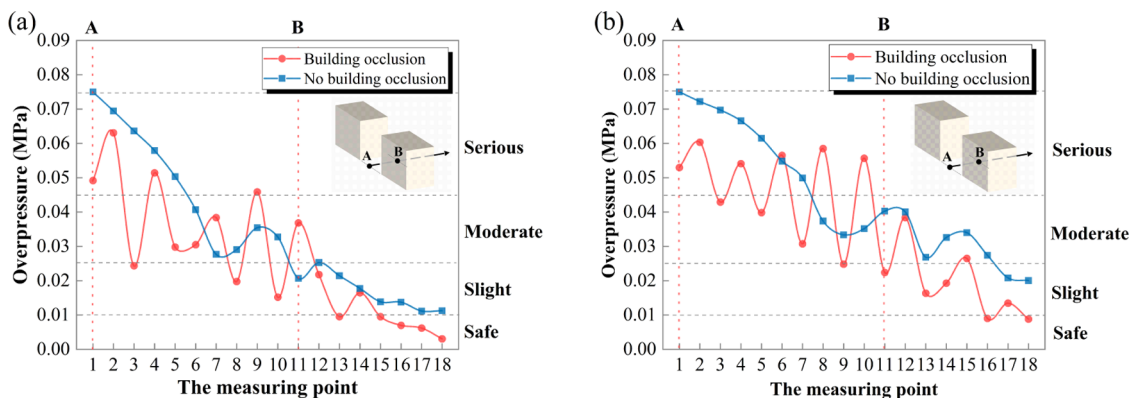 (a)
A
B
0.09
0.08
0.07
0.06
0.05
0.04
0.03
0.02
0.01
0.00
Overpressure (MPa)
Building occlusion
No building occlusion
A
B
Serious
Moderate
Slight
Safe
1 2 3 4 5 6 7 8 9 10 11 12 13 14 15 16 17 18
The measuring point
(b)
A
B
0.09
0.08
0.07
0.06
0.05
0.04
0.03
0.02
0.01
0.00
Overpressure (MPa)
Building occlusion
No building occlusion
A
B
Serious
Moderate
Slight
Safe
1 2 3 4 5 6 7 8 9 10 11 12 13 14 15 16 17 18
The measuring point